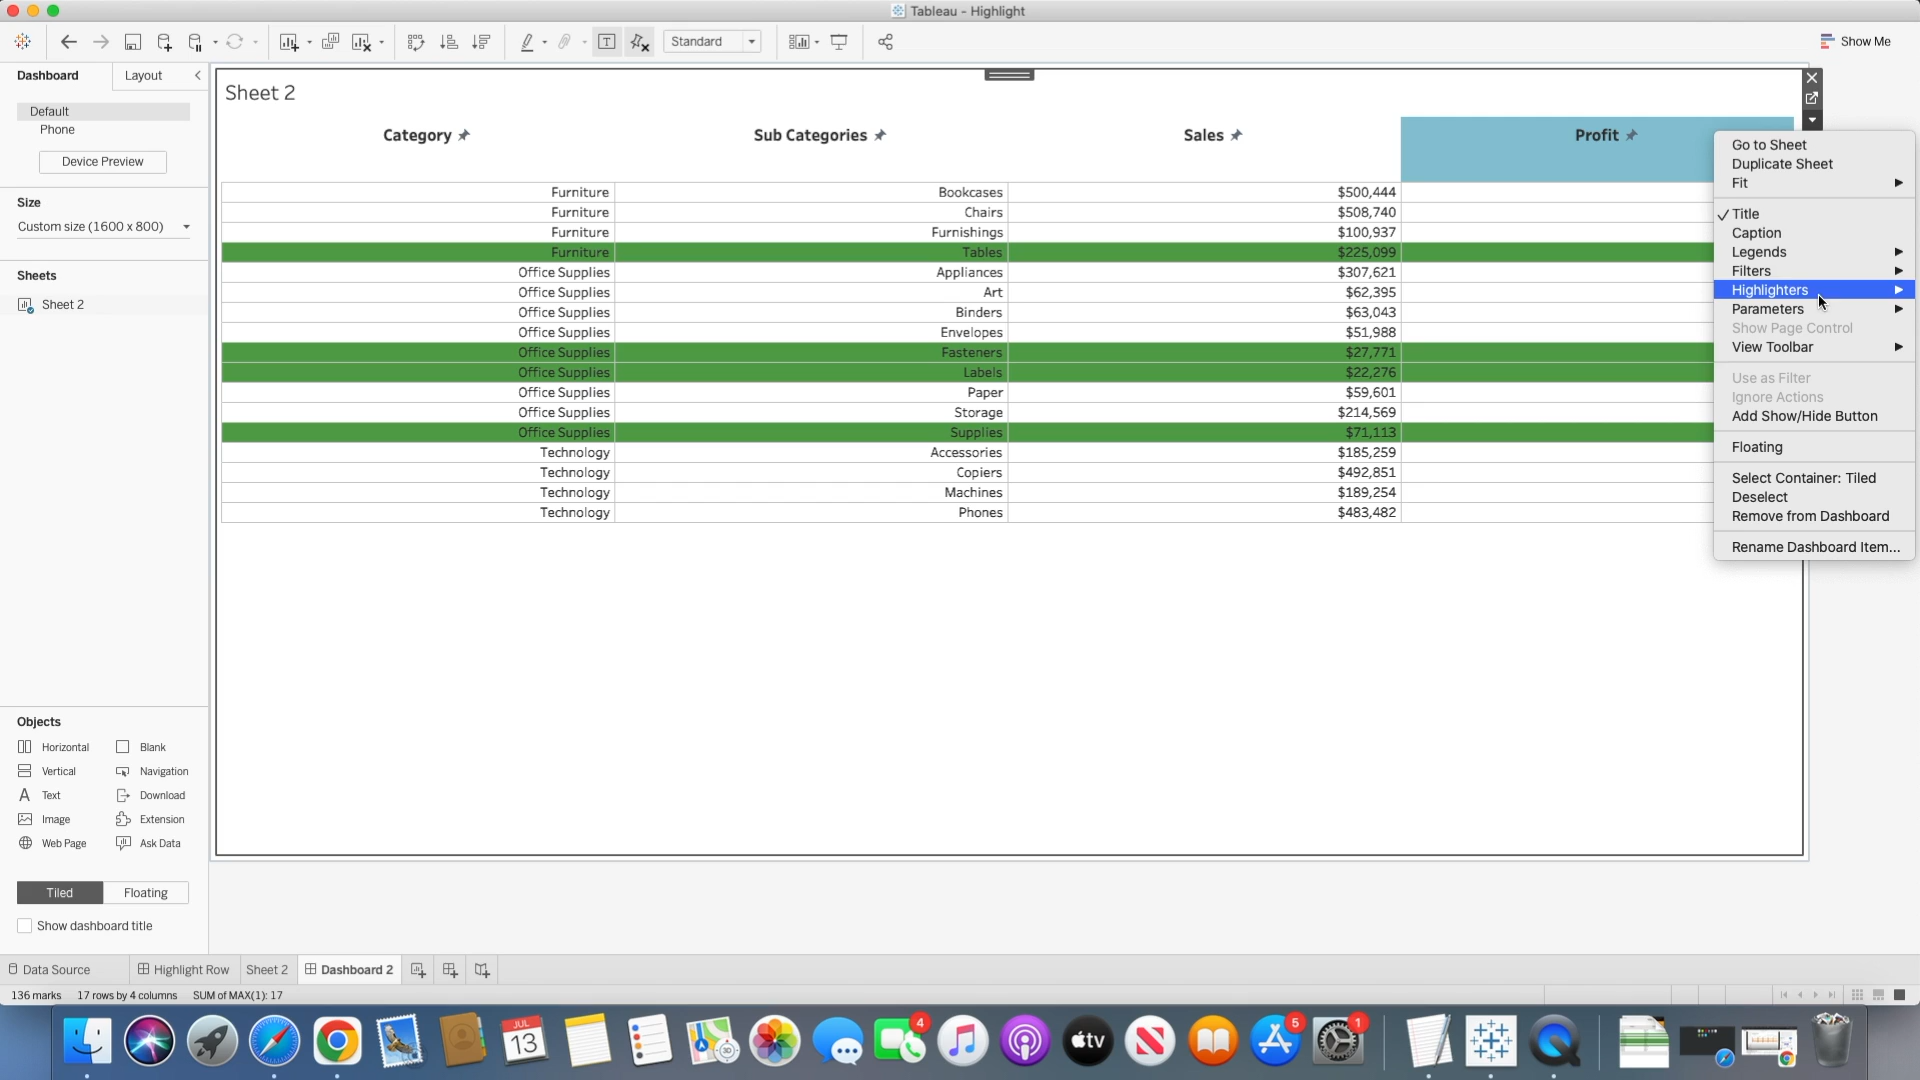 Tableau - Highlight
Standard
Show Me
Dashboard
Layout
Default
Phone
Device Preview
Size
Custom size (1600 x 800)
Sheets
Sheet 2
Objects
Horizontal
Blank
Vertical
Navigation
Text
Download
Image
Extension
Web Page
Ask Data
Tiled
Floating
Show dashboard title
Sheet 2
Category
Sub Categories
Sales
Profit
Furniture Bookcases $500,444
Furniture Chairs $508,740
Furniture Furnishings $100,937
Furniture Tables $225,099
Office Supplies Appliances $307,621
Office Supplies Art $62,395
Office Supplies Binders $63,043
Office Supplies Envelopes $51,988
Office Supplies Fasteners $27,771
Office Supplies Labels $22,276
Office Supplies Paper $59,601
Office Supplies Storage $214,569
Office Supplies Supplies $71,113
Technology Accessories $185,259
Technology Copiers $492,851
Technology Machines $189,254
Technology Phones $483,482
Go to Sheet
Duplicate Sheet
Fit
Title
Caption
Legends
Filters
Highlighters
Parameters
Show Page Control
View Toolbar
Use as Filter
Ignore Actions
Add Show/Hide Button
Floating
Select Container: Tiled
Deselect
Remove from Dashboard
Rename Dashboard Item...
Data Source
Highlight Row
Sheet 2
Dashboard 2
136 marks
17 rows by 4 columns
SUM of MAX(1): 17
JUL
13
4
tv
5
1